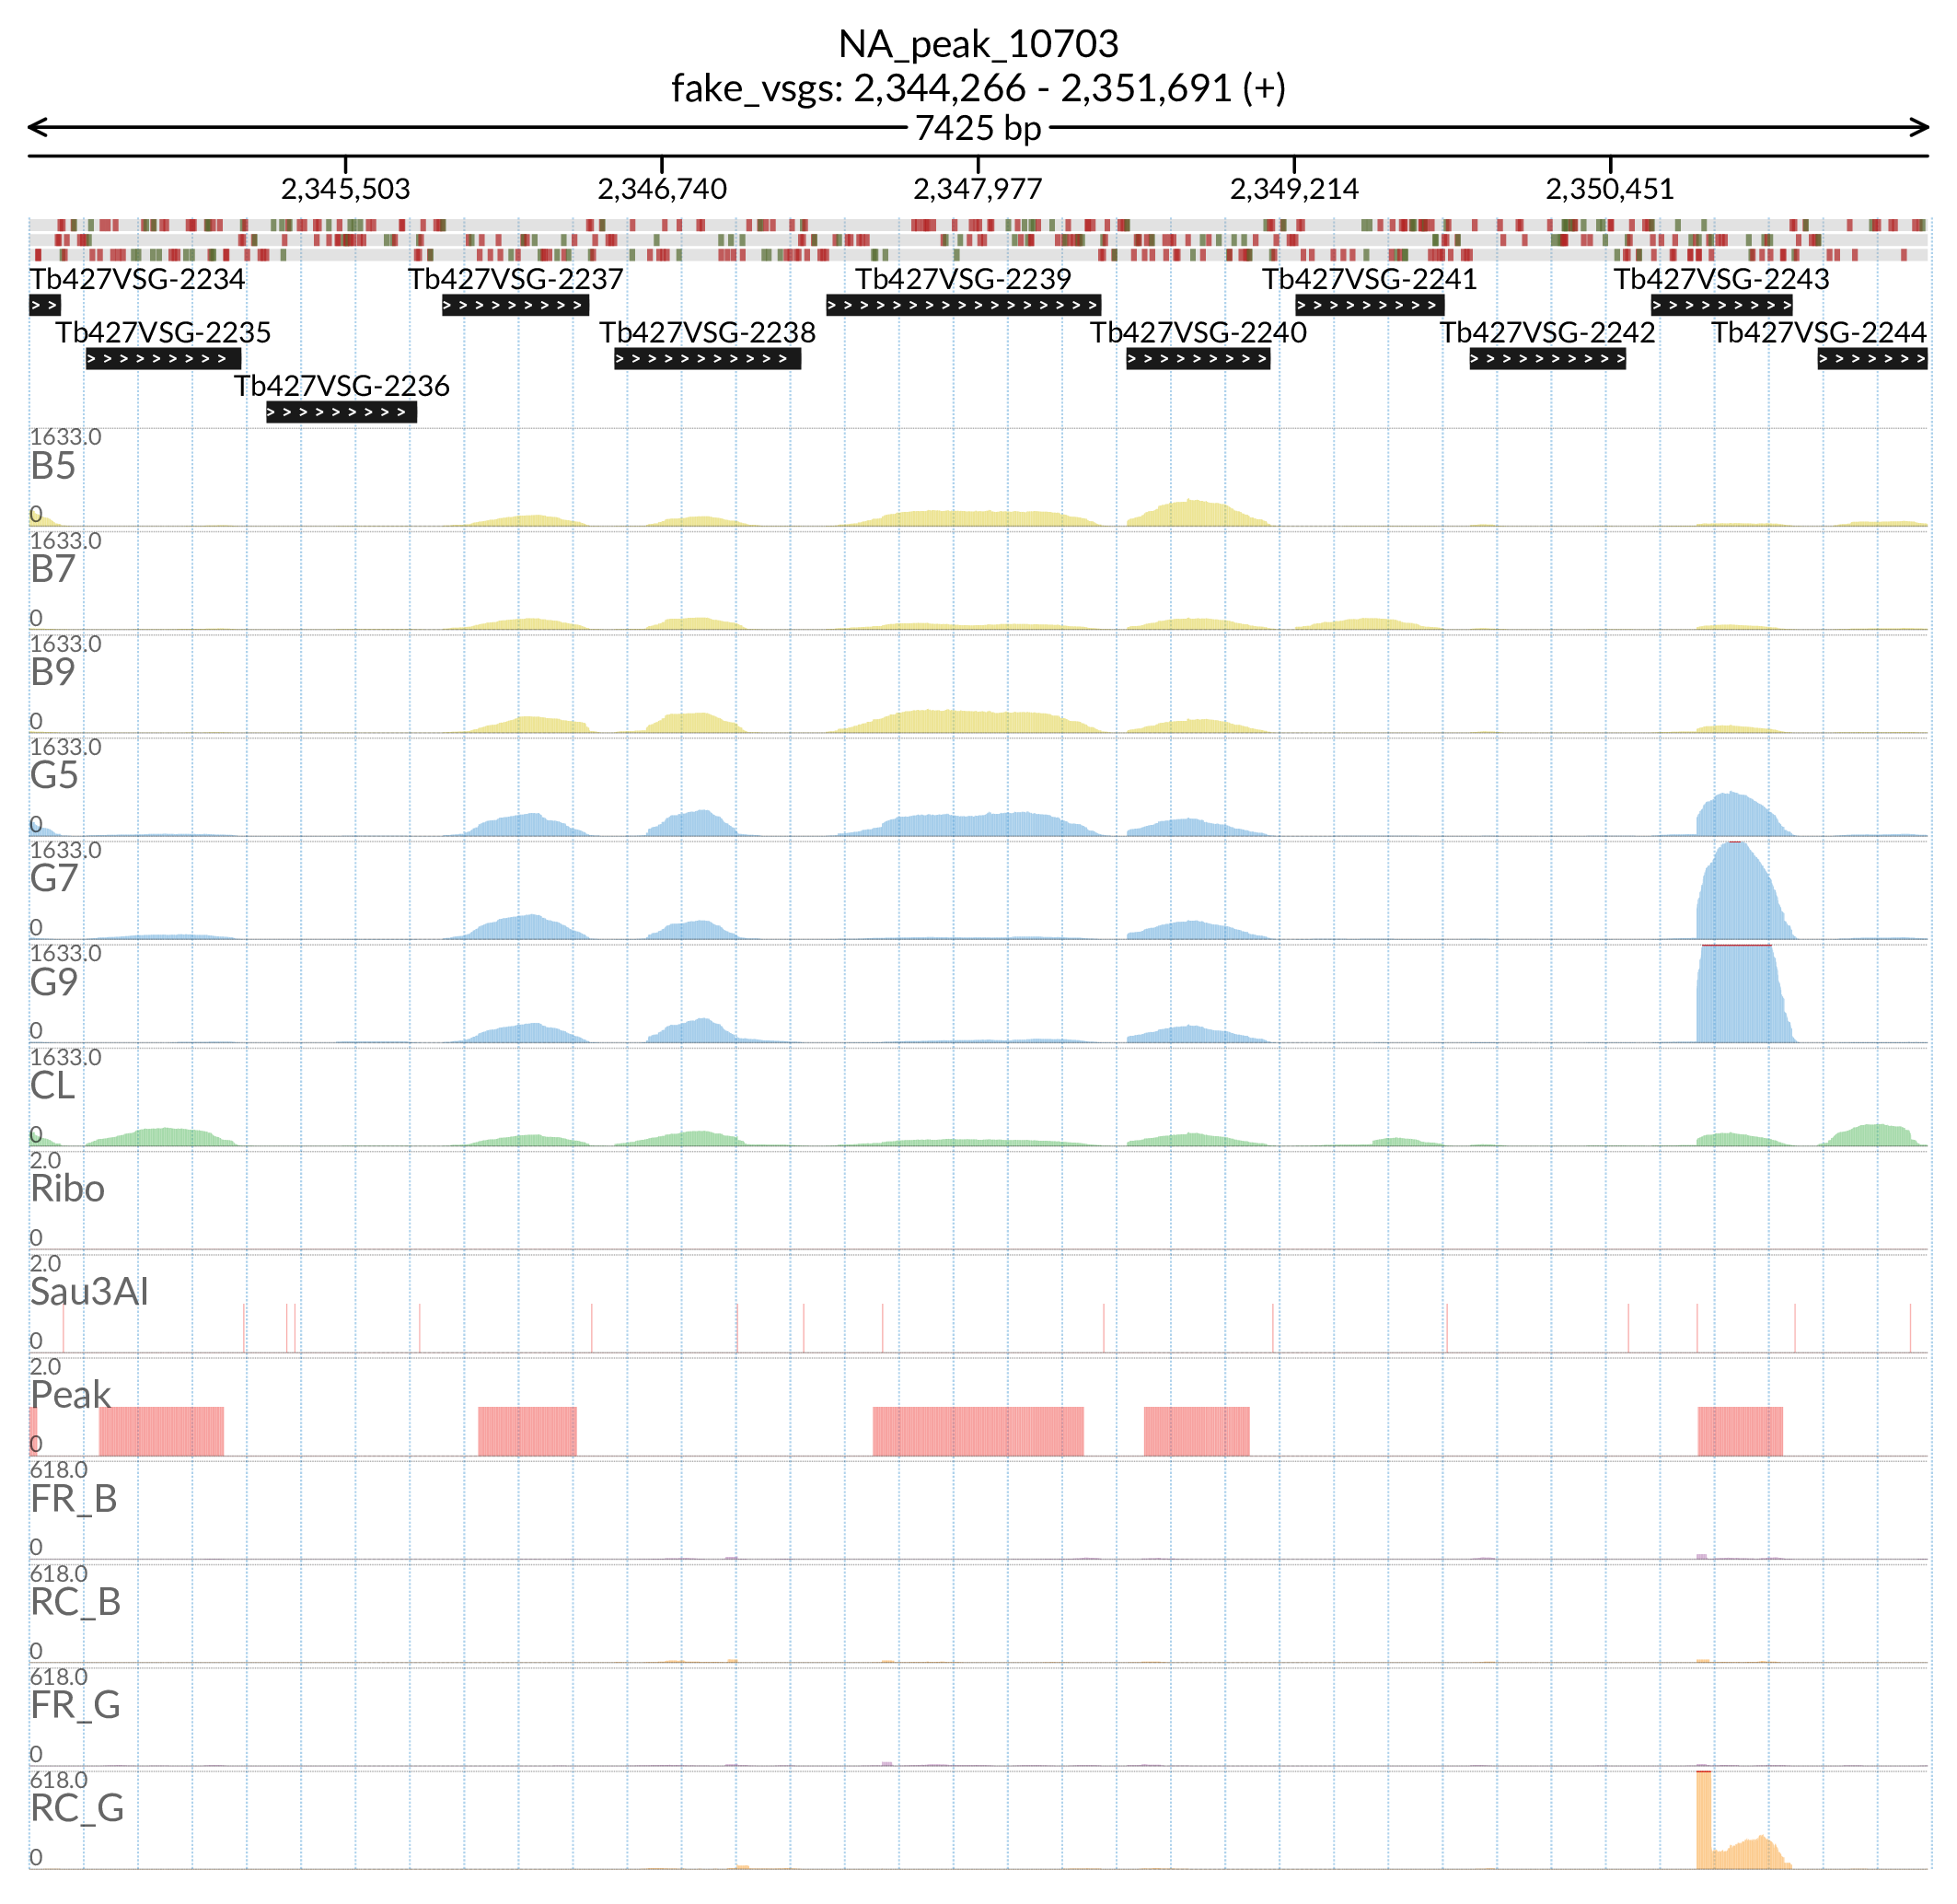 NA_peak_10703
fake_vsgs: 2,344,266 - 2,351,691 (+)
7425 bp
2,345,503 2,346,740 2,347,977 2,349,214 2,350,451
Tb427VSG-2234 Tb427VSG-2237 Tb427VSG-2239 Tb427VSG-2241 Tb427VSG-2243
Tb427VSG-2235 Tb427VSG-2238 Tb427VSG-2240 Tb427VSG-2242 Tb427VSG-2244
Tb427VSG-2236
1633.0
B5
0
1633.0
B7
0
1633.0
B9
0
1633.0
G5
0
1633.0
G7
0
1633.0
G9
0
1633.0
CL
0
2.0
Ribo
0
2.0
Sau3AI
0
2.0
Peak
0
618.0
FR_B
0
618.0
RC_B
0
618.0
FR_G
0
618.0
RC_G
0